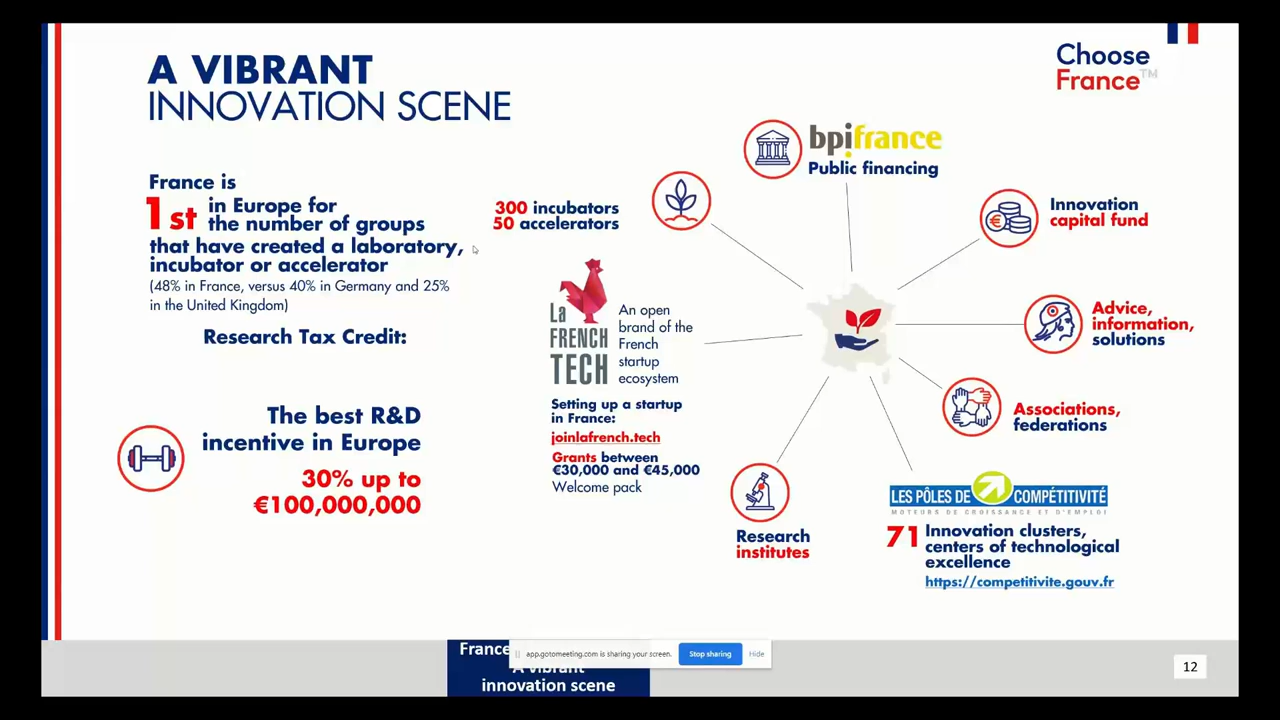 A VIBRANT
INNOVATION SCENE
Choose
France™
France is
1st in Europe for
the number of groups
that have created a laboratory,
incubator or accelerator
(48% in France, versus 40% in Germany and 25%
in the United Kingdom)
Research Tax Credit:
The best R&D
incentive in Europe
30% up to
€100,000,000
300 incubators
50 accelerators
bpifrance
Public financing
Innovation
capital fund
La
FRENCH
TECH
An open
brand of the
French
startup
ecosystem
Setting up a startup
in France:
joinlafrench.tech
Grants between
€30,000 and €45,000
Welcome pack
Advice,
information,
solutions
Associations,
federations
Research
institutes
LES PÔLES DE COMPÉTITIVITÉ
MOTEURS DE CROISSANCE ET D'EMPLOI
71 Innovation clusters,
centers of technological
excellence
https://competitivite.gouv.fr
France
A vibrant
innovation scene
app.gotomeeting.com is sharing your screen.
Stop sharing
Hide
12